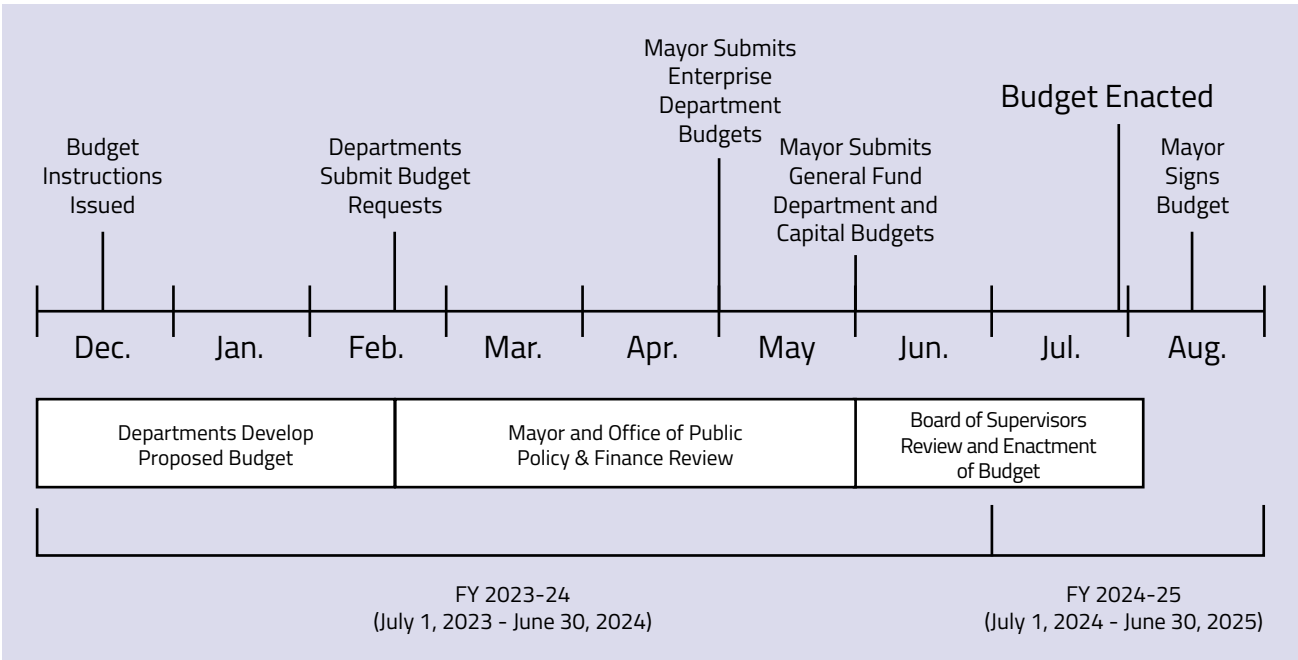 Mayor Submits
Enterprise
Department
Budgets
Budget Enacted
Budget
Instructions
Issued
Departments
Submit Budget
Requests
Mayor Submits
General Fund
Department and
Capital Budgets
Mayor
Signs
Budget
Dec.
Jan.
Feb.
Mar.
Apr.
May
Jun.
Jul.
Aug.
Departments Develop
Proposed Budget
Mayor and Office of Public
Policy & Finance Review
Board of Supervisors
Review and Enactment
of Budget
FY 2023-24
(July 1, 2023 - June 30, 2024)
FY 2024-25
(July 1, 2024 - June 30, 2025)